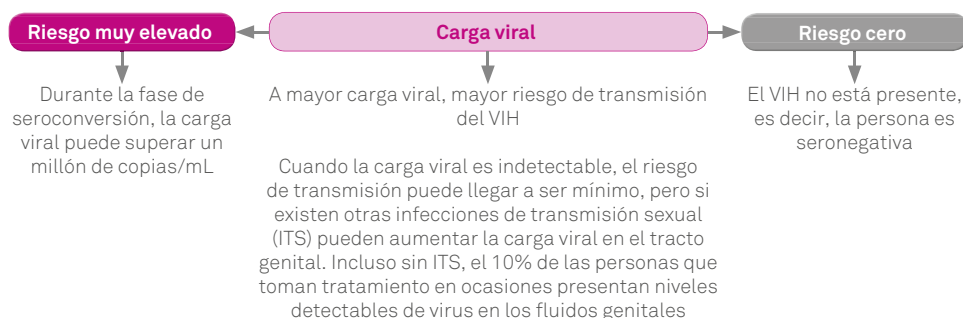 Riesgo muy elevado
Carga viral
Riesgo cero
Durante la fase de
seroconversión, la carga
viral puede superar un
millón de copias/mL
A mayor carga viral, mayor riesgo de transmisión
del VIH
Cuando la carga viral es indetectable, el riesgo
de transmisión puede llegar a ser mínimo, pero si
existen otras infecciones de transmisión sexual
(ITS) pueden aumentar la carga viral en el tracto
genital. Incluso sin ITS, el 10% de las personas que
toman tratamiento en ocasiones presentan niveles
detectables de virus en los fluidos genitales
El VIH no está presente,
es decir, la persona es
seronegativa